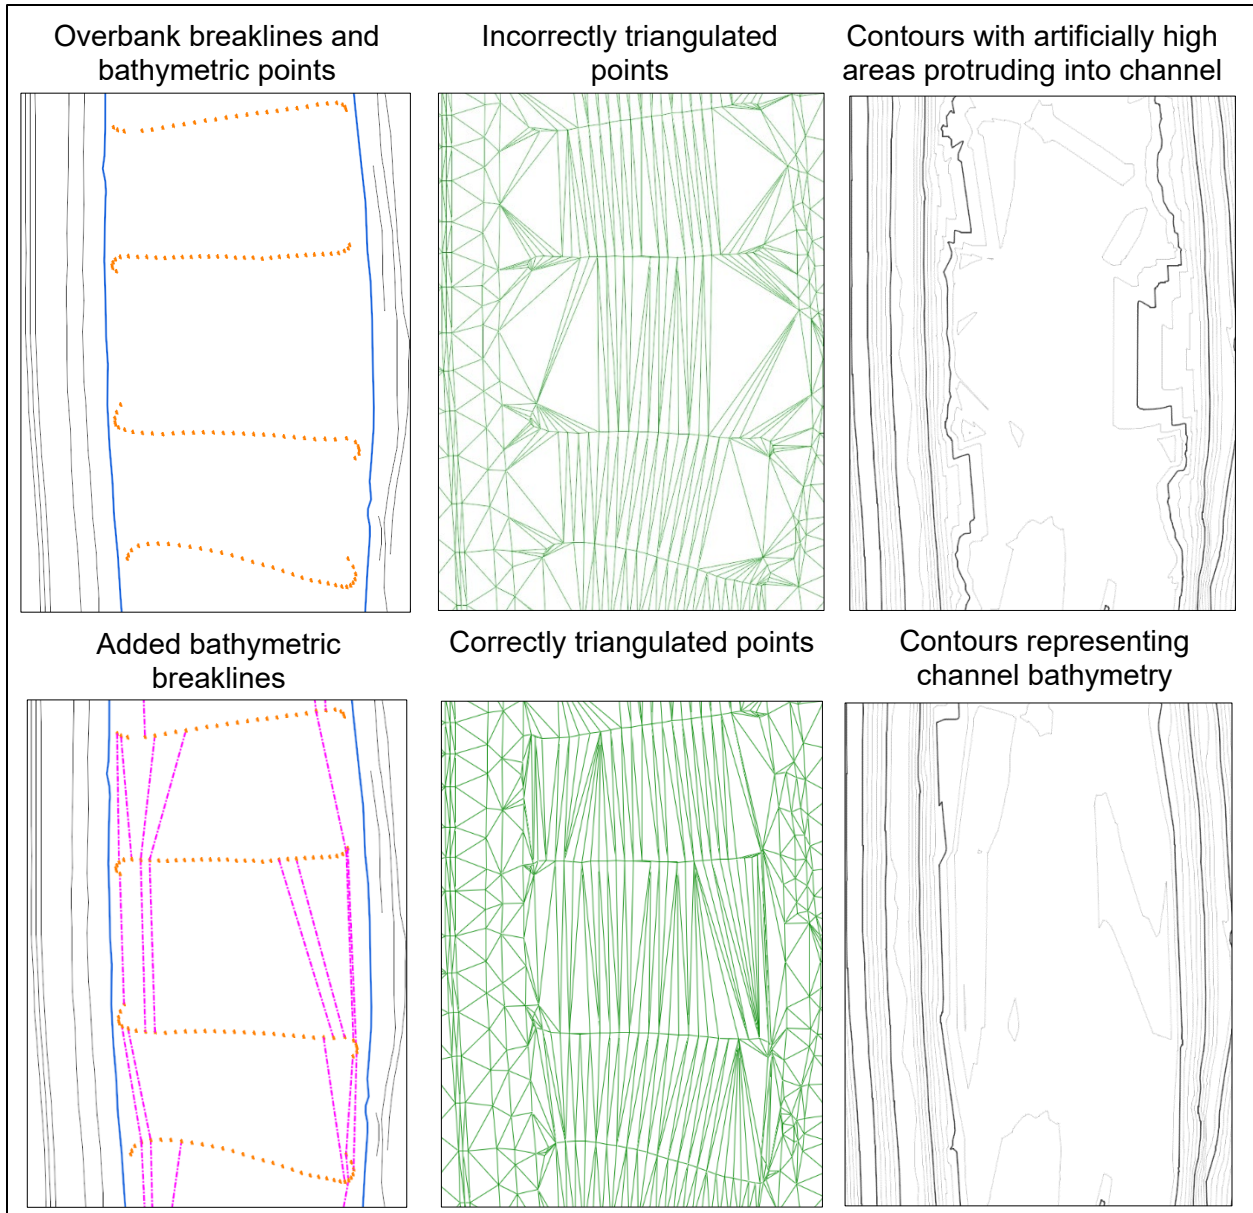 Overbank breaklines and
bathymetric points
Incorrectly triangulated
points
Contours with artificially high
areas protruding into channel
Added bathymetric
breaklines
Correctly triangulated points
Contours representing
channel bathymetry